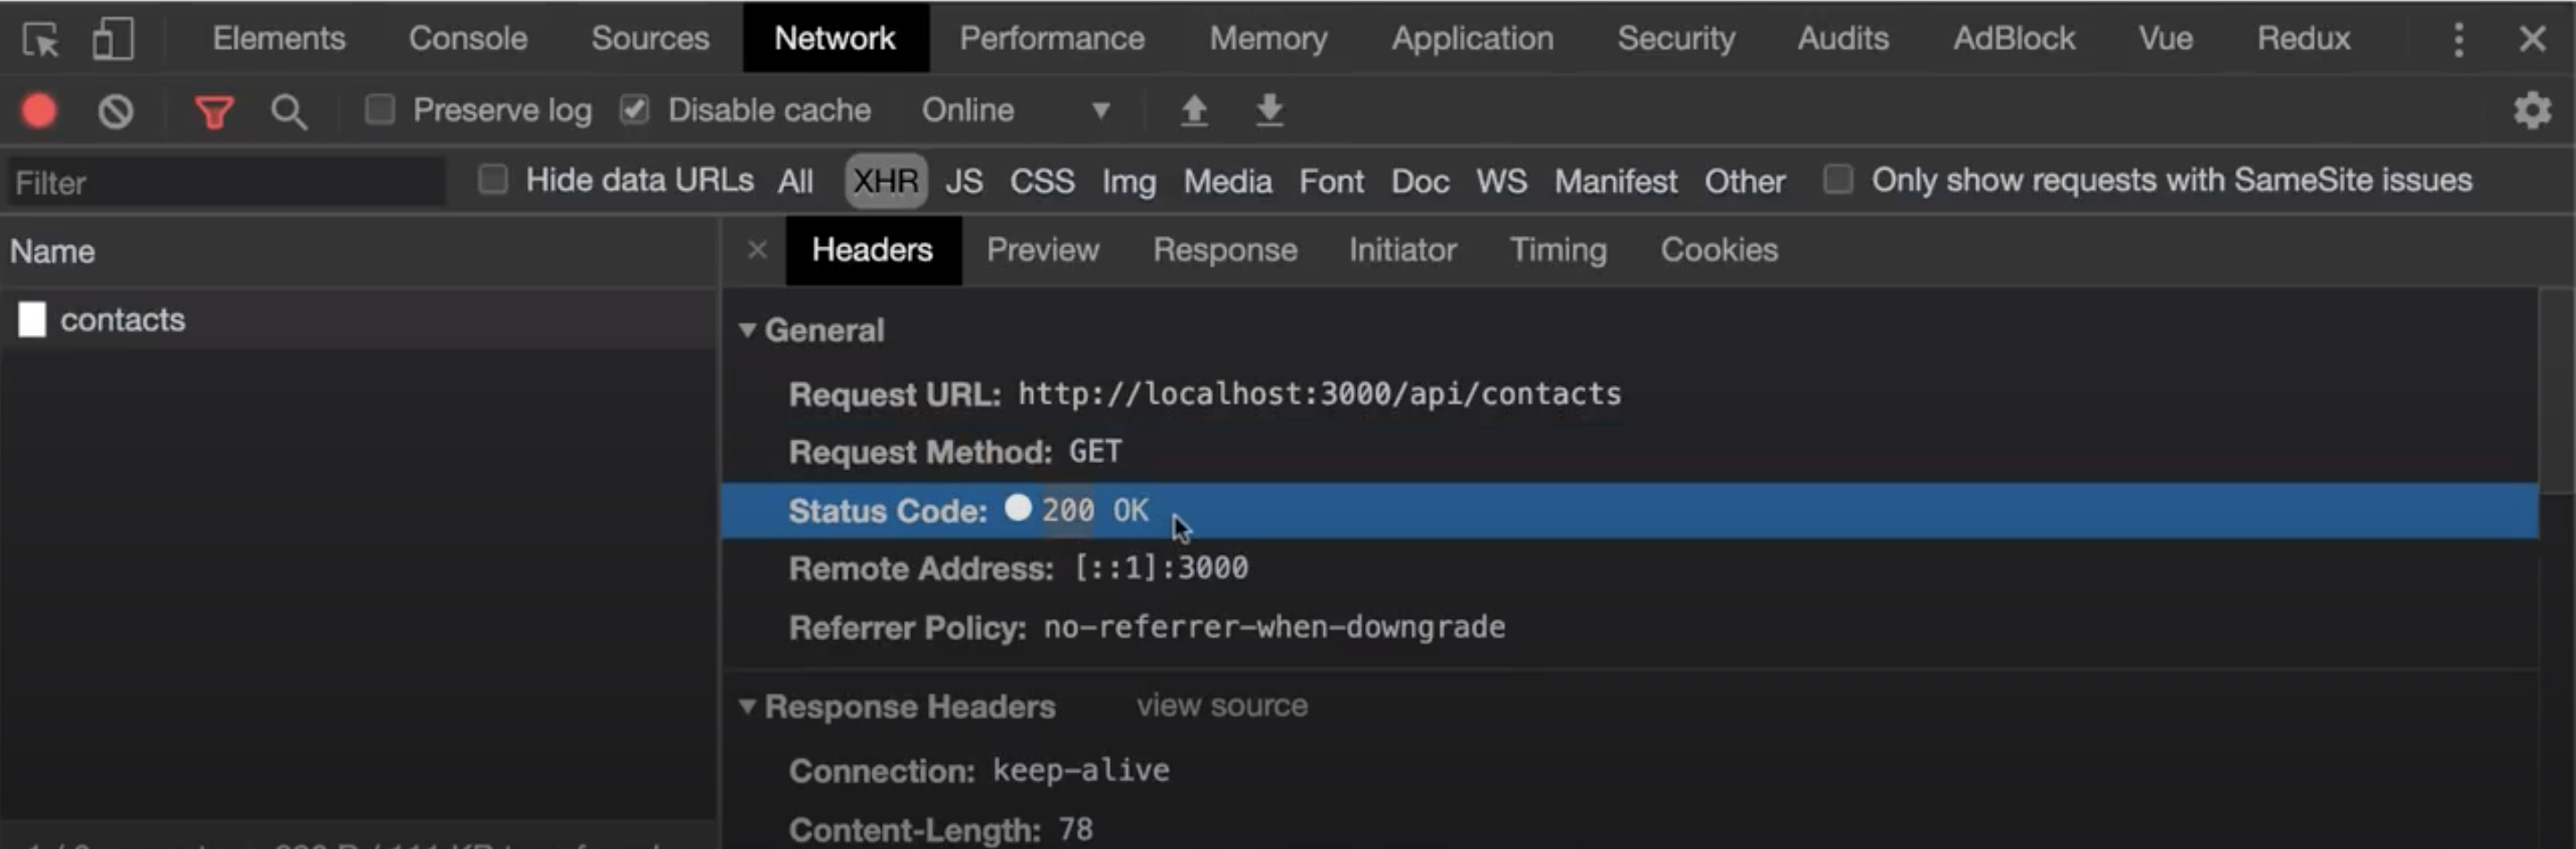 Elements Console Sources Network Performance Memory Application Security Audits AdBlock Vue Redux
Preserve log Disable cache Online
Filter Hide data URLs All XHR JS CSS Img Media Font Doc WS Manifest Other Only show requests with SameSite issues
Name
Headers Preview Response Initiator Timing Cookies
contacts
General
Request URL: http://localhost:3000/api/contacts
Request Method: GET
Status Code: 200 OK
Remote Address: [::1]:3000
Referrer Policy: no-referrer-when-downgrade
Response Headers view source
Connection: keep-alive
Content-Length: 78